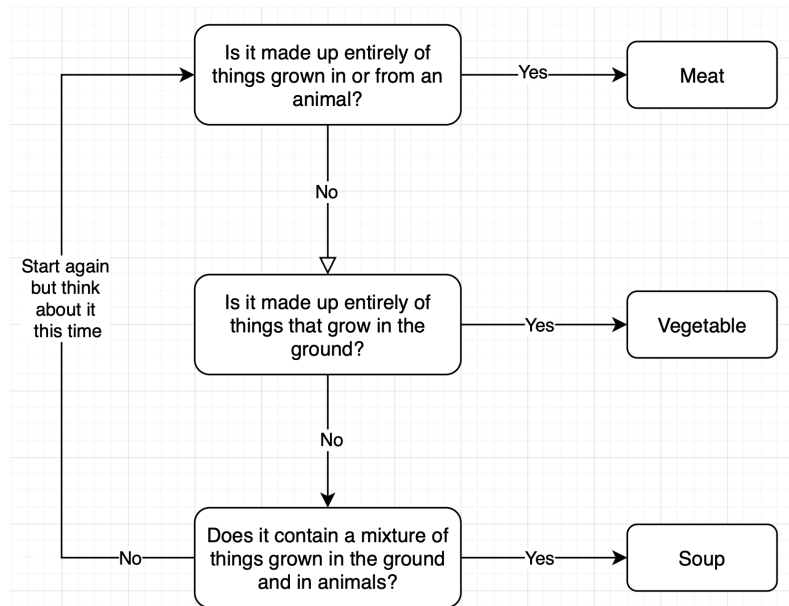 Is it made up entirely of
things grown in or from an
animal?
Yes
Meat
No
Start again
but think
about it
this time
Is it made up entirely of
things that grow in the
ground?
Yes
Vegetable
No
Does it contain a mixture of
things grown in the ground
and in animals?
No
Yes
Soup